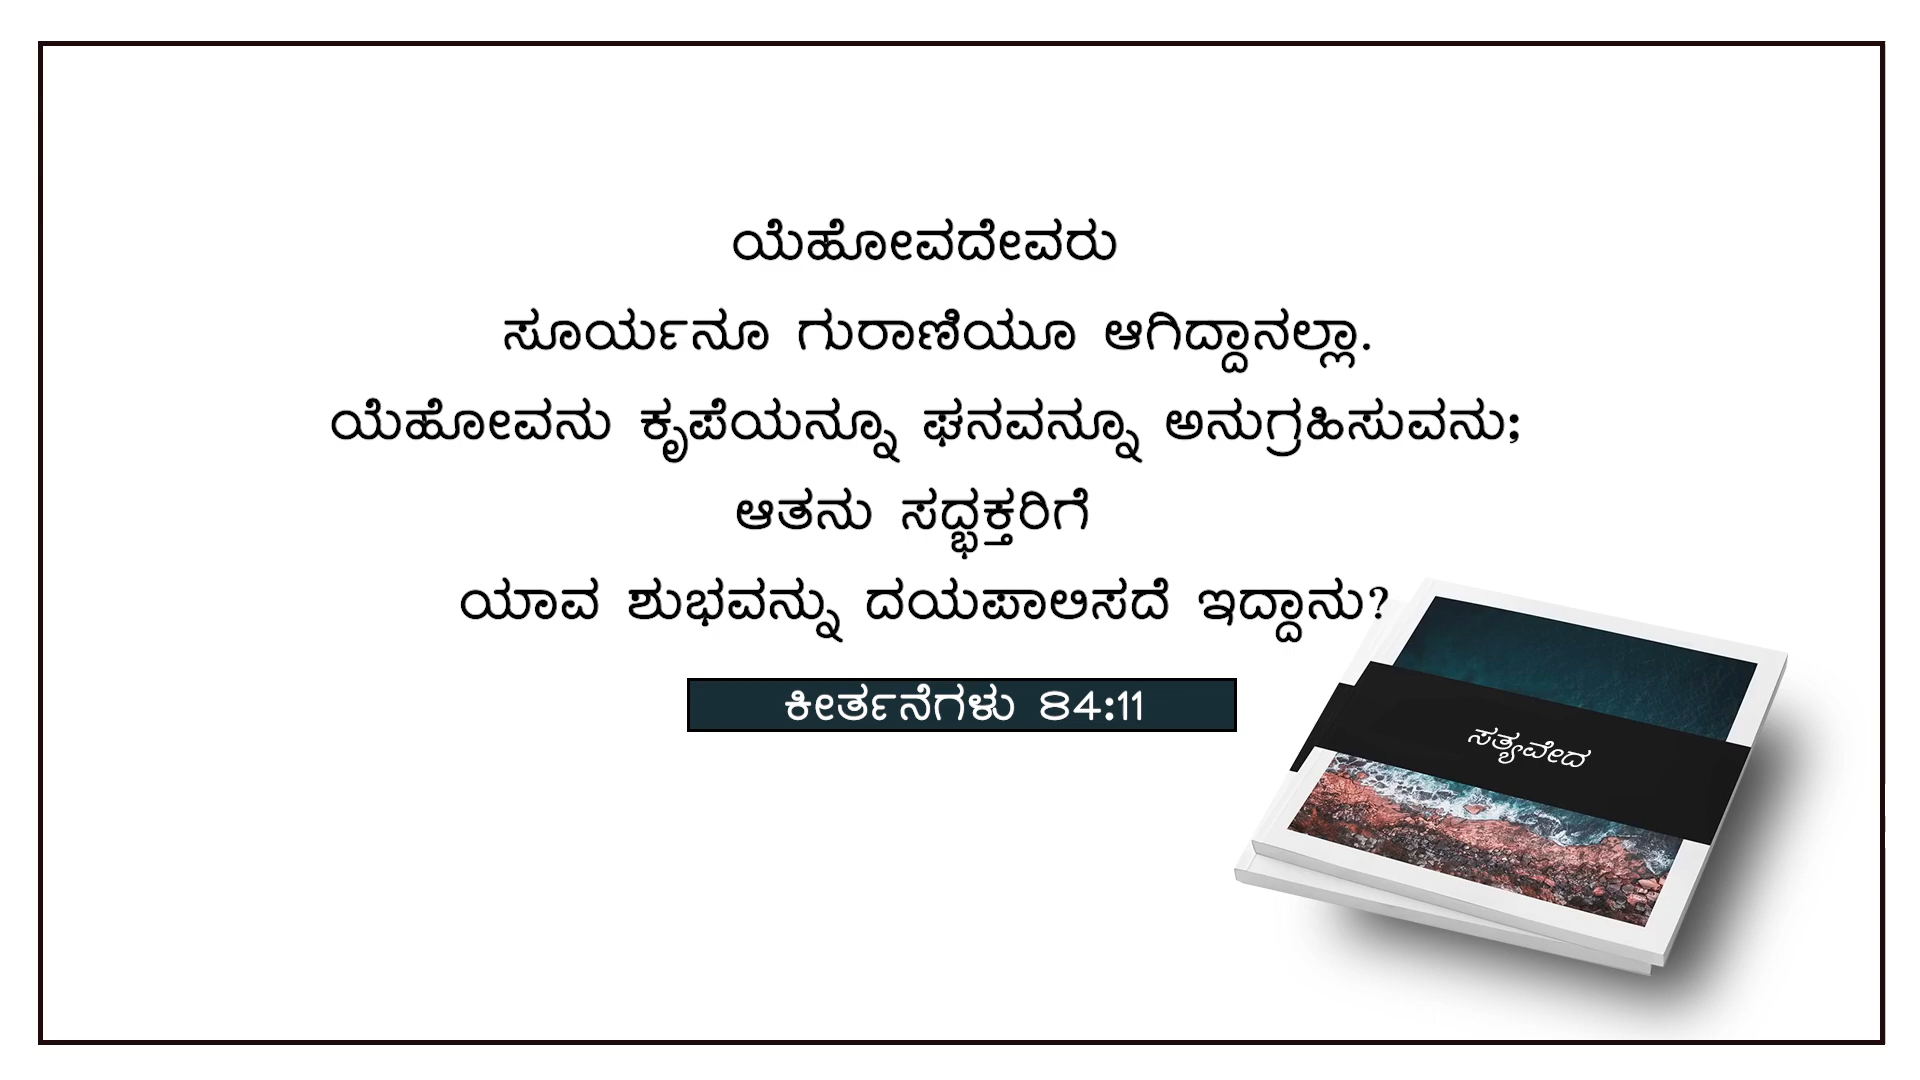 ಯೆಹೋವದೇವರು
ಸೂರ್ಯನೂ ಗುರಾಣಿಯೂ ಆಗಿದ್ದಾನಲ್ಲಾ.
ಯೆಹೋವನು ಕೃಪೆಯನ್ನೂ ಘನವನ್ನೂ ಅನುಗ್ರಹಿಸುವನು;
ಆತನು ಸದ್ಭಕ್ತರಿಗೆ
ಯಾವ ಶುಭವನ್ನು ದಯಪಾಲಿಸದೆ ಇದ್ದಾನು?
ಕೀರ್ತನೆಗಳು 84:11
ಸತ್ಯವೇದ